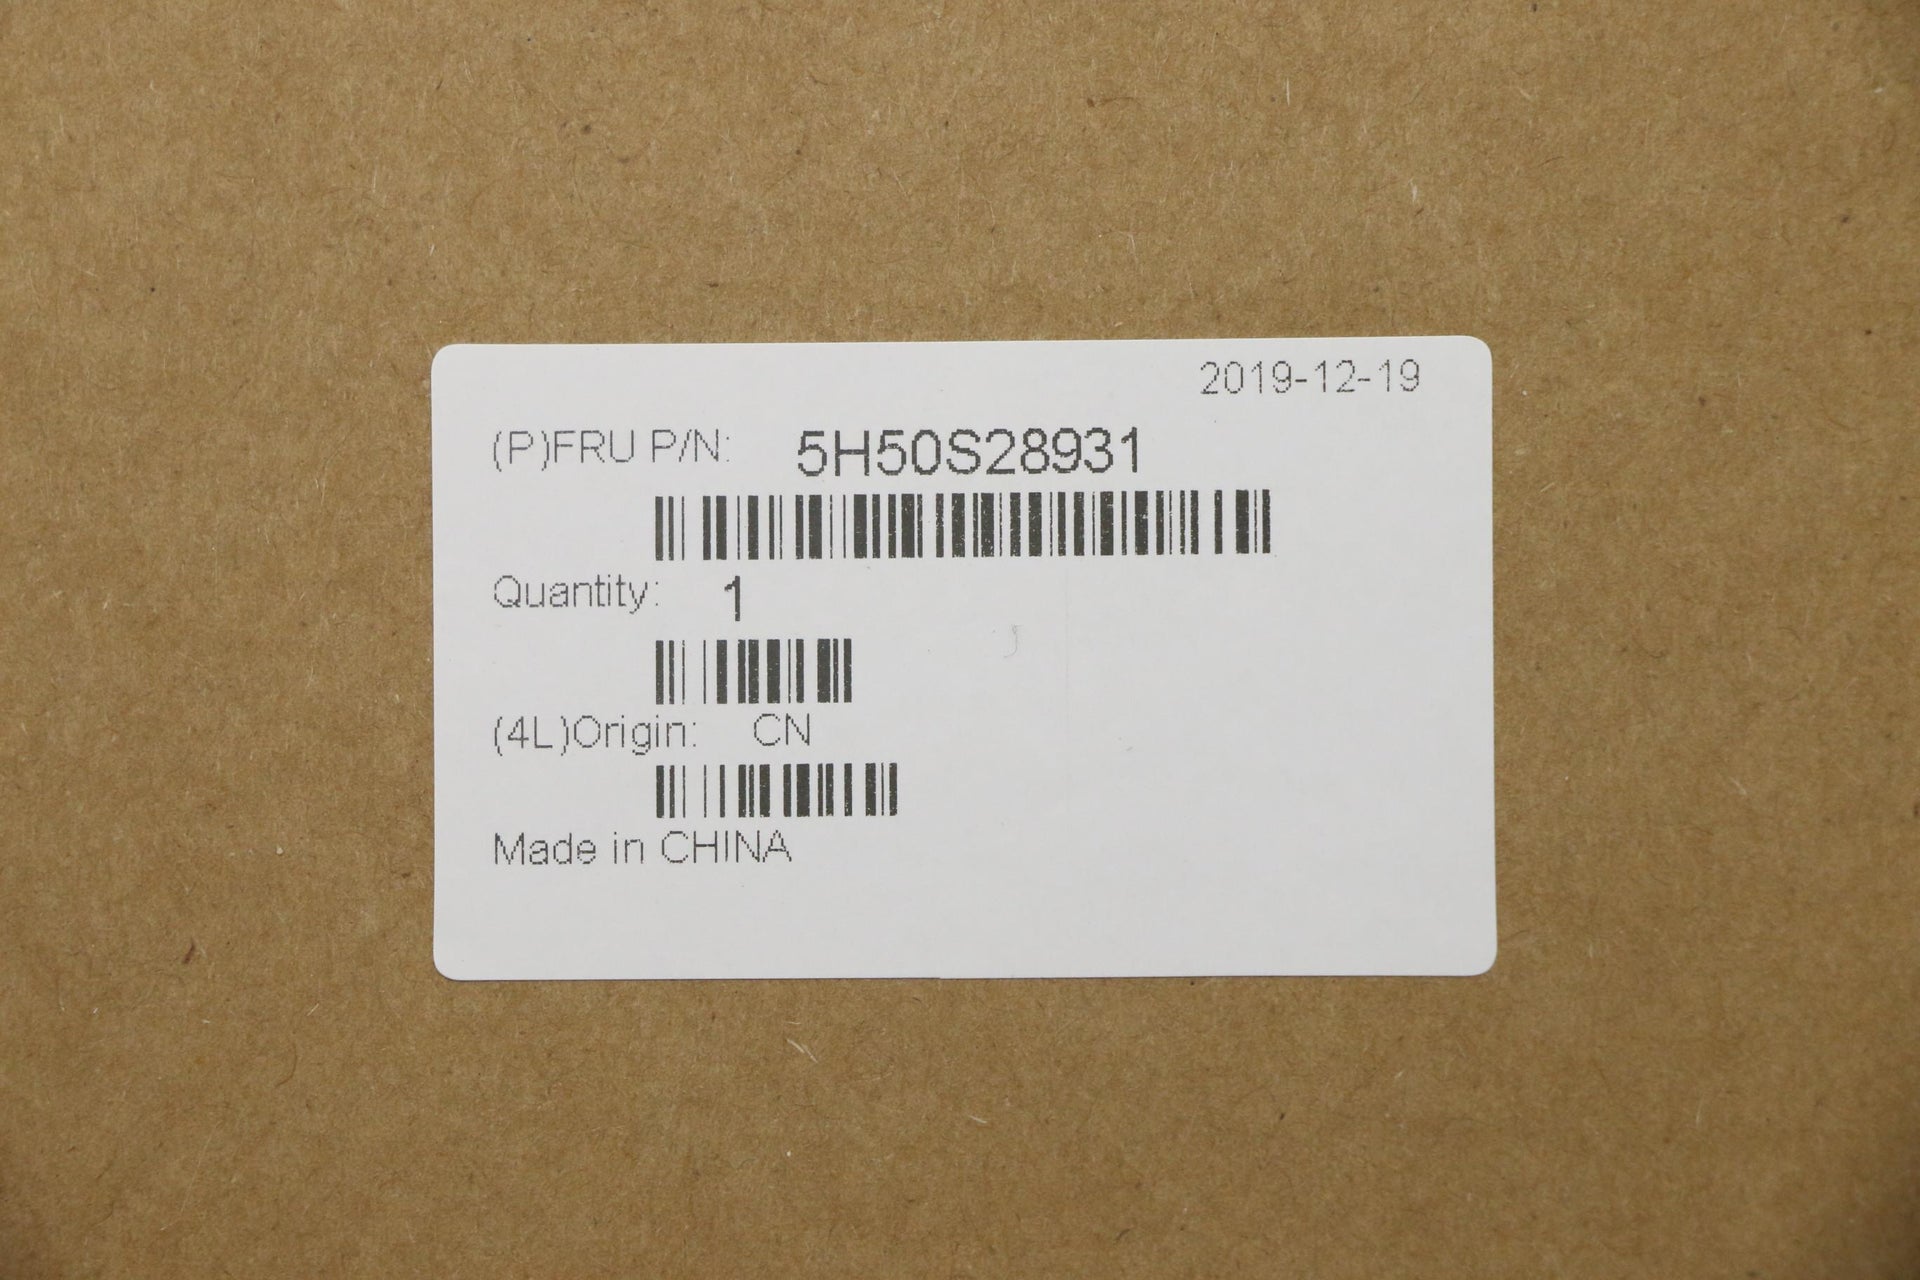 2019-12-19
(P)FRU P/N: 5H50S28931
Quantity: 1
(4L)Origin: CN
Made in CHINA